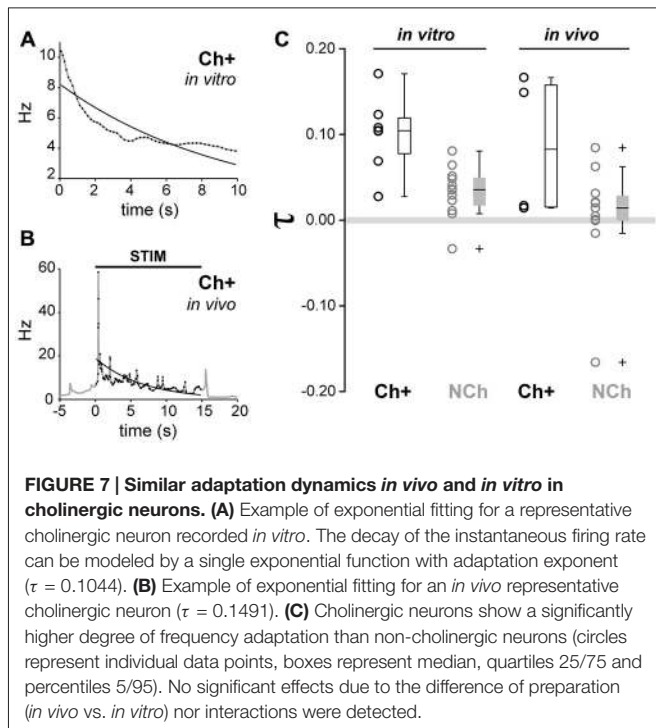 A
Ch+
in vitro
Hz
10
8
6
4
2
0 2 4 6 8 10
time (s)
B
STIM
Ch+
in vivo
Hz
60
40
20
0
-5 0 5 10 15 20
time (s)
C
in vitro in vivo
τ
0.20
0.10
0.00
-0.10
-0.20
Ch+ NCh Ch+ NCh
FIGURE 7 | Similar adaptation dynamics in vivo and in vitro in
cholinergic neurons. (A) Example of exponential fitting for a representative
cholinergic neuron recorded in vitro. The decay of the instantaneous firing rate
can be modeled by a single exponential function with adaptation exponent
(τ = 0.1044). (B) Example of exponential fitting for an in vivo representative
cholinergic neuron (τ = 0.1491). (C) Cholinergic neurons show a significantly
higher degree of frequency adaptation than non-cholinergic neurons (circles
represent individual data points, boxes represent median, quartiles 25/75 and
percentiles 5/95). No significant effects due to the difference of preparation
(in vivo vs. in vitro) nor interactions were detected.